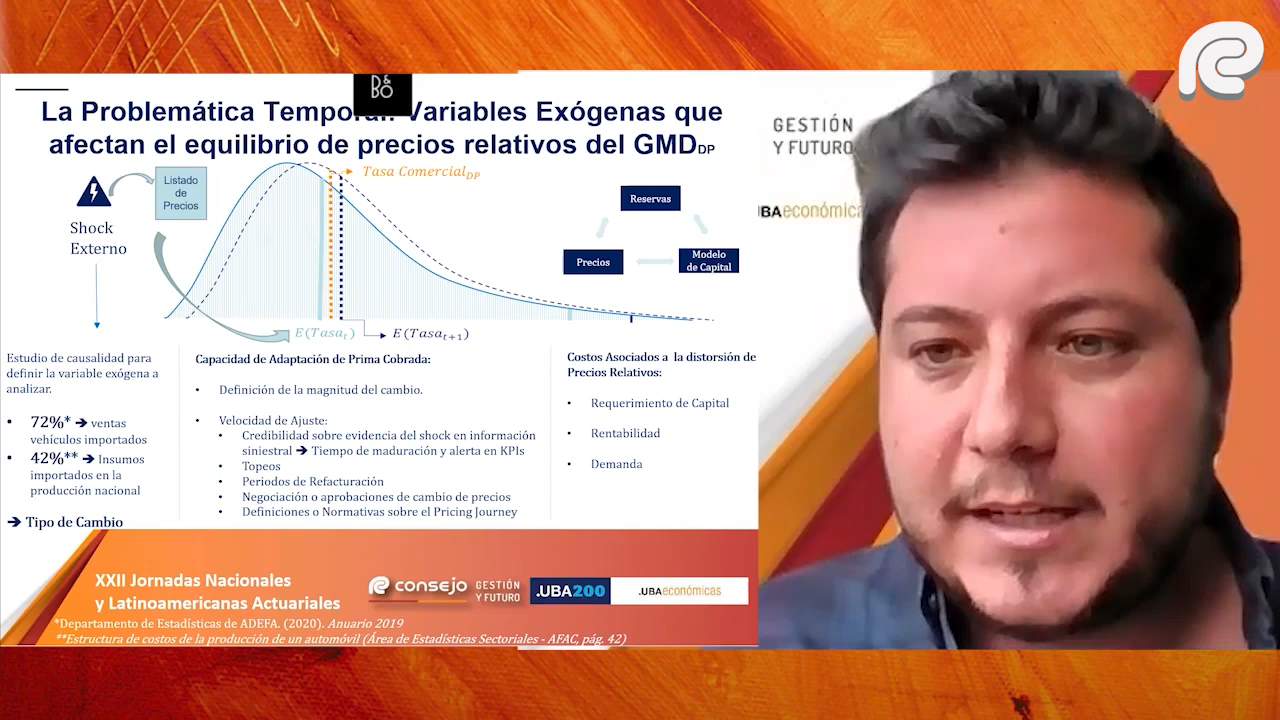 B&
BO
La Problemática Temporal: Variables Exógenas que
afectan el equilibrio de precios relativos del GMDDP
Tasa ComercialDP
Listado
de
Precios
Shock
Externo
Reservas
Precios
Modelo
de Capital
E(Tasat)
E(Tasat+1)
Estudio de causalidad para
definir la variable exógena a
analizar.
• 72%* ➔ ventas
vehículos importados
• 42%** ➔ Insumos
importados en la
producción nacional
➔ Tipo de Cambio
Capacidad de Adaptación de Prima Cobrada:
• Definición de la magnitud del cambio.
• Velocidad de Ajuste:
• Credibilidad sobre evidencia del shock en información
siniestral ➔ Tiempo de maduración y alerta en KPIs
• Topeos
• Periodos de Refacturación
• Negociación o aprobaciones de cambio de precios
• Definiciones o Normativas sobre el Pricing Journey
Costos Asociados a la distorsión de
Precios Relativos:
• Requerimiento de Capital
• Rentabilidad
• Demanda
XXII Jornadas Nacionales
y Latinoamericanas Actuariales
consejo
GESTIÓN
Y FUTURO
.UBA200
.UBAeconómicas
*Departamento de Estadísticas de ADEFA. (2020). Anuario 2019
**Estructura de costos de la producción de un automóvil (Área de Estadísticas Sectoriales - AFAC, pág. 42)
GESTIÓN
Y FUTURO
UBAeconómica